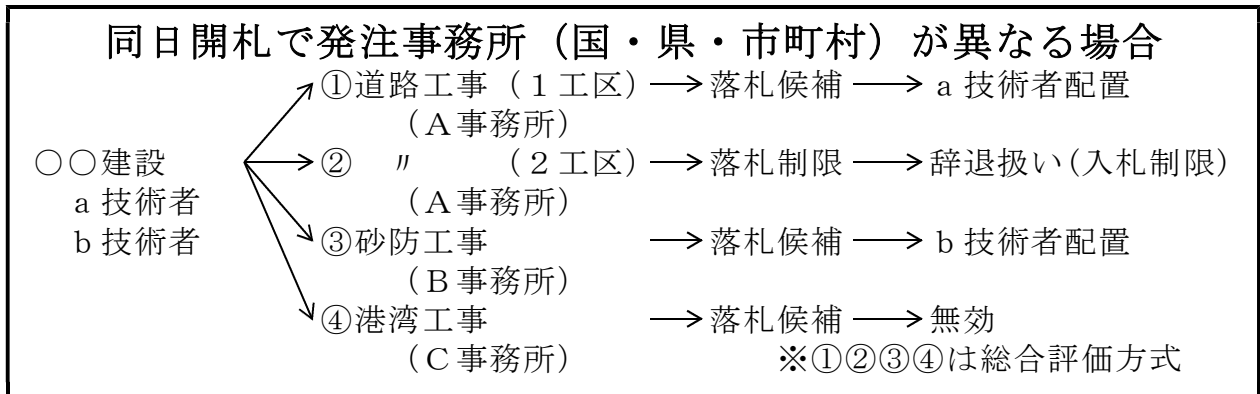 同日開札で発注事務所（国・県・市町村）が異なる場合
①道路工事（１工区）→落札候補→ａ技術者配置
（Ａ事務所）
○○建設 ②　〃　（２工区）→落札制限→辞退扱い(入札制限)
ａ技術者 （Ａ事務所）
ｂ技術者 ③砂防工事 →落札候補→ｂ技術者配置
（Ｂ事務所）
④港湾工事 →落札候補→無効
（Ｃ事務所） ※①②③④は総合評価方式